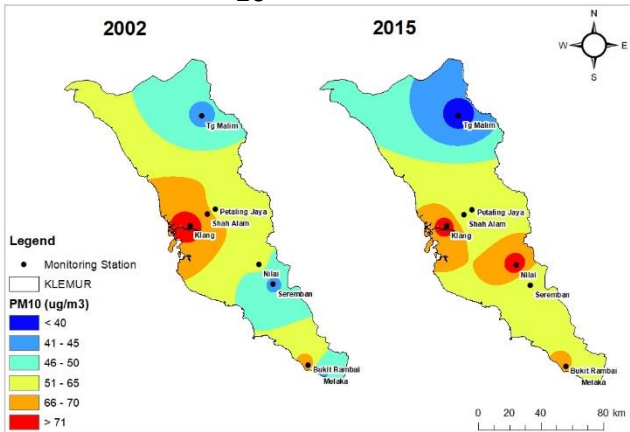 2002
2015
N
W E
S
Tg Malim
Tg Malim
Petaling Jaya
Shah Alam
Klang
Petaling Jaya
Shah Alam
Klang
Nilai
Seremban
Nilai
Seremban
Bukit Rambai
Melaka
Bukit Rambai
Melaka
Legend
Monitoring Station
KLEMUR
PM10 (ug/m3)
< 40
41 - 45
46 - 50
51 - 65
66 - 70
> 71
0 20 40 60 80 km